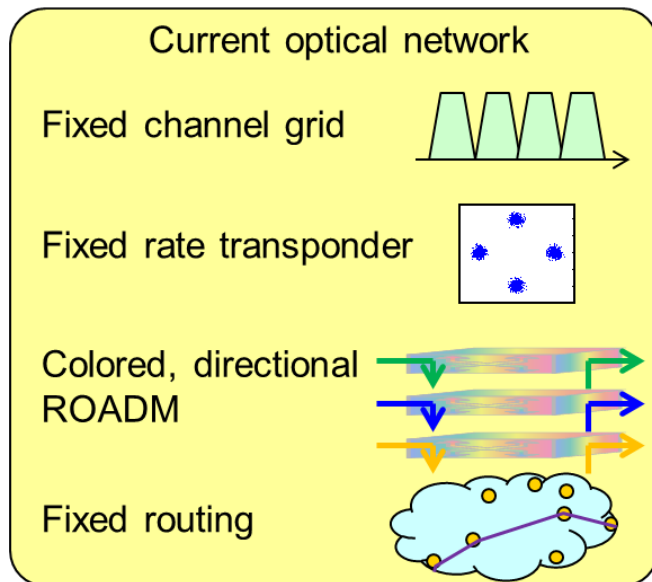 Current optical network
Fixed channel grid
Fixed rate transponder
Colored, directional
ROADM
Fixed routing